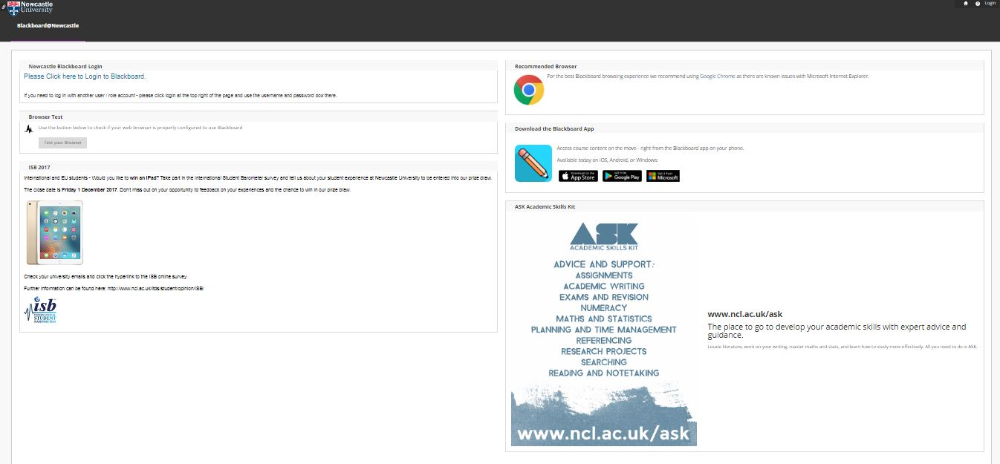 Newcastle
University
Login
Blackboard@Newcastle
Newcastle Blackboard Login
Please Click here to Login to Blackboard.
If you need to log in with another user / role account - please click login at the top right of the page and use the username and password box there.
Browser Test
Use the button below to check if your web browser is properly configured to use Blackboard
Test your Browser
ISB 2017
International and EU students - Would you like to win an iPad? Take part in the International Student Barometer survey and tell us about your student experience at Newcastle University to be entered into our prize draw.
The close date is Friday 1 December 2017. Don't miss out on your opportunity to feedback on your experiences and the chance to win in our prize draw.
Check your university emails and click the hyperlink to the ISB online survey.
Further information can be found here: http://www.ncl.ac.uk/ltds/student/opinion/ISB/
isb
INTERNATIONAL
STUDENT
BAROMETER
Recommended Browser
For the best Blackboard browsing experience we recommend using Google Chrome as there are known issues with Microsoft Internet Explorer.
Download the Blackboard App
Access course content on the move - right from the Blackboard app on your phone.
Available today on iOS, Android, or Windows:
Download on the
App Store
GET IT ON
Google Play
Get it from
Microsoft
ASK Academic Skills Kit
ASK
ACADEMIC SKILLS KIT
ADVICE AND SUPPORT:
ASSIGNMENTS
ACADEMIC WRITING
EXAMS AND REVISION
NUMERACY
MATHS AND STATISTICS
PLANNING AND TIME MANAGEMENT
REFERENCING
RESEARCH PROJECTS
SEARCHING
READING AND NOTETAKING
www.ncl.ac.uk/ask
www.ncl.ac.uk/ask
The place to go to develop your academic skills with expert advice and
guidance.
Locate literature, work on your writing, master maths and stats, and learn how to study more effectively. All you need to do is ASK.